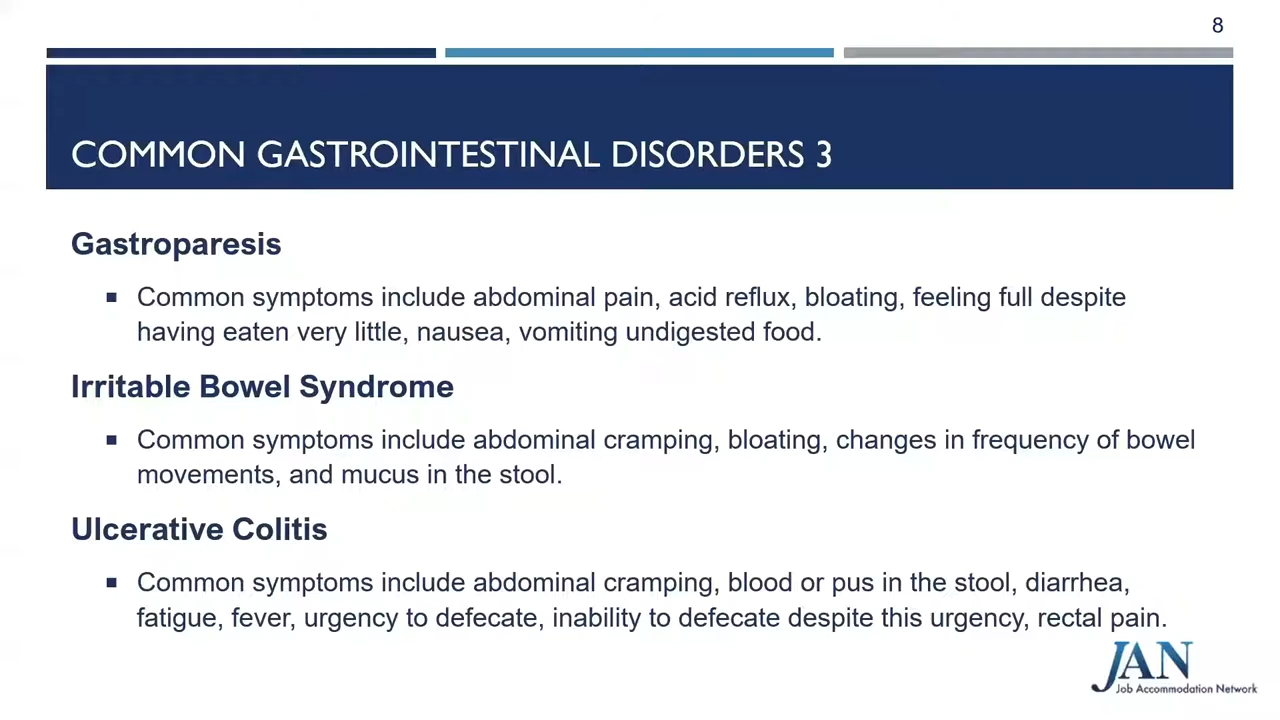 8
COMMON GASTROINTESTINAL DISORDERS 3
Gastroparesis
▪ Common symptoms include abdominal pain, acid reflux, bloating, feeling full despite
having eaten very little, nausea, vomiting undigested food.
Irritable Bowel Syndrome
▪ Common symptoms include abdominal cramping, bloating, changes in frequency of bowel
movements, and mucus in the stool.
Ulcerative Colitis
▪ Common symptoms include abdominal cramping, blood or pus in the stool, diarrhea,
fatigue, fever, urgency to defecate, inability to defecate despite this urgency, rectal pain.
JAN
Job Accommodation Network